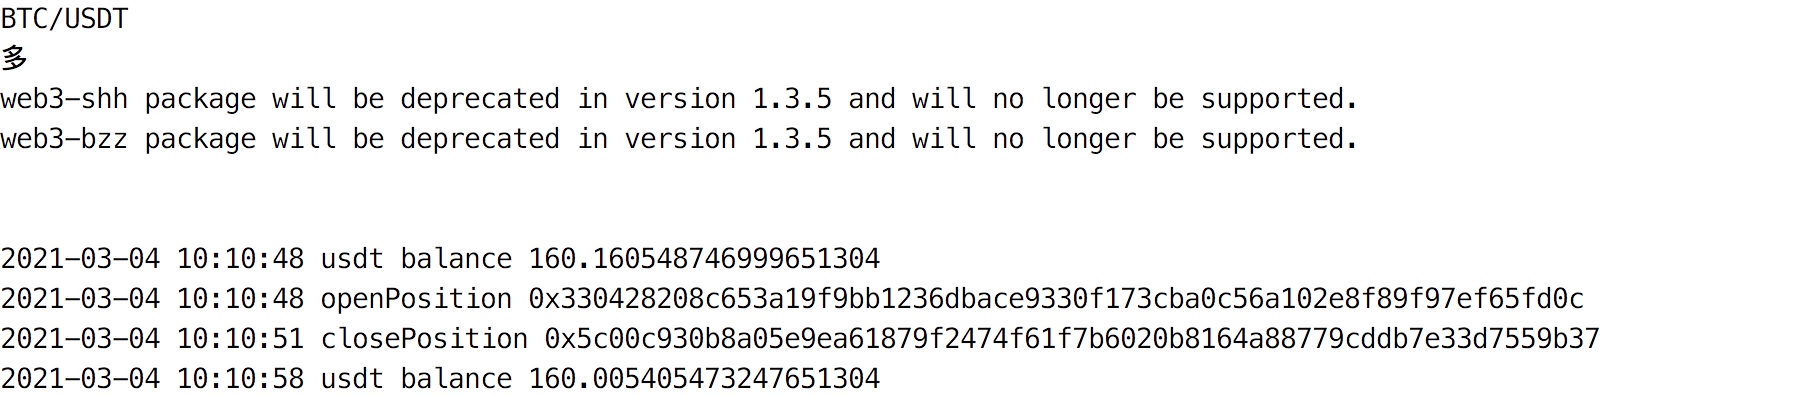 BTC/USDT
多
web3-shh package will be deprecated in version 1.3.5 and will no longer be supported.
web3-bzz package will be deprecated in version 1.3.5 and will no longer be supported.
2021-03-04 10:10:48 usdt balance 160.160548746999651304
2021-03-04 10:10:48 openPosition 0x330428208c653a19f9bb1236dbace9330f173cba0c56a102e8f89f97ef65fd0c
2021-03-04 10:10:51 closePosition 0x5c00c930b8a05e9ea61879f2474f61f7b6020b8164a88779cddb7e33d7559b37
2021-03-04 10:10:58 usdt balance 160.005405473247651304